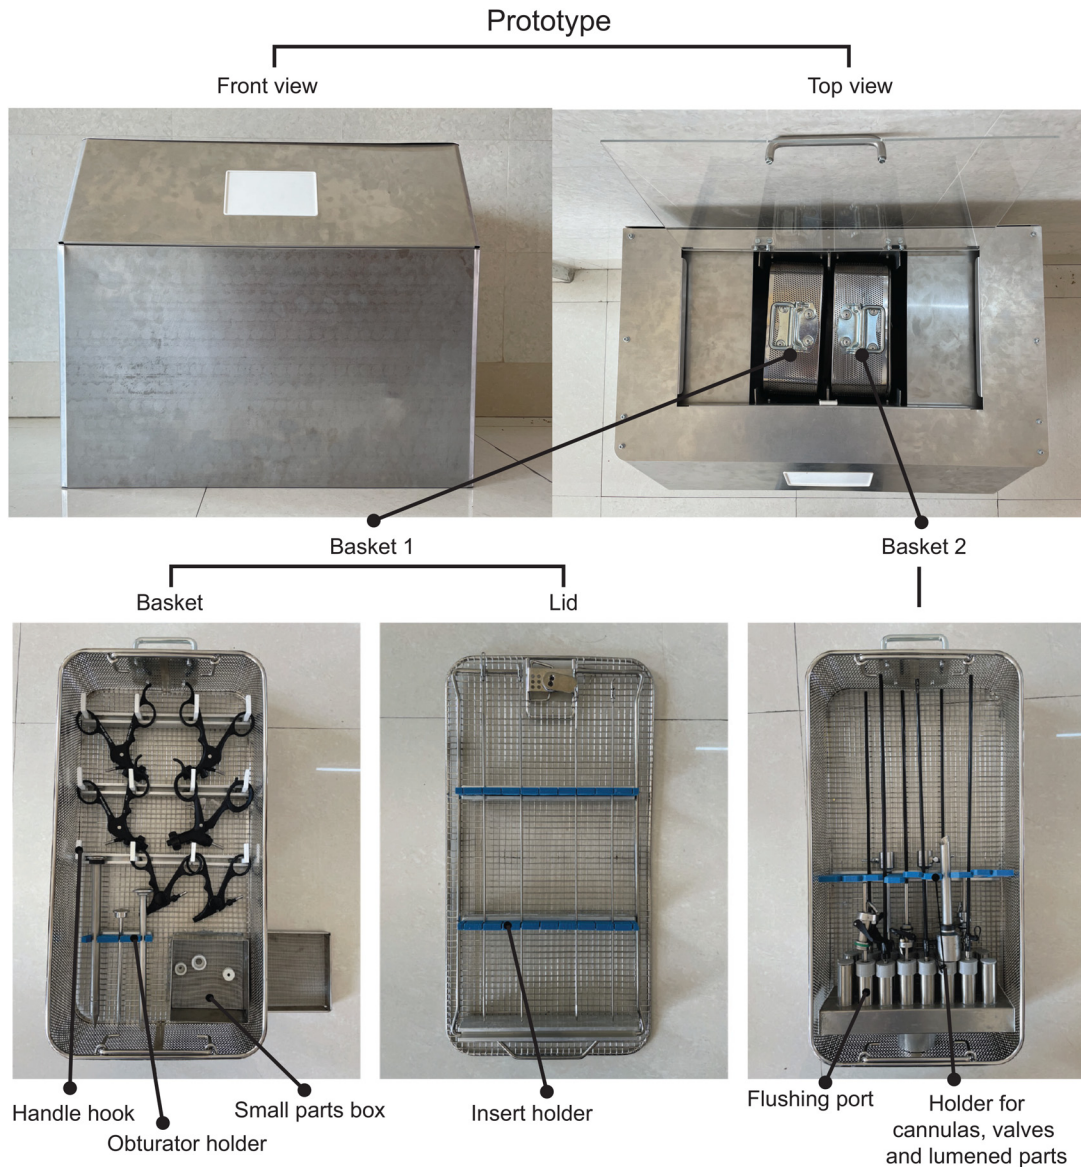 Prototype
Front view
Top view
Basket 1
Basket 2
Basket
Lid
Handle hook
Obturator holder
Small parts box
Insert holder
Flushing port
Holder for
cannulas, valves
and lumened parts